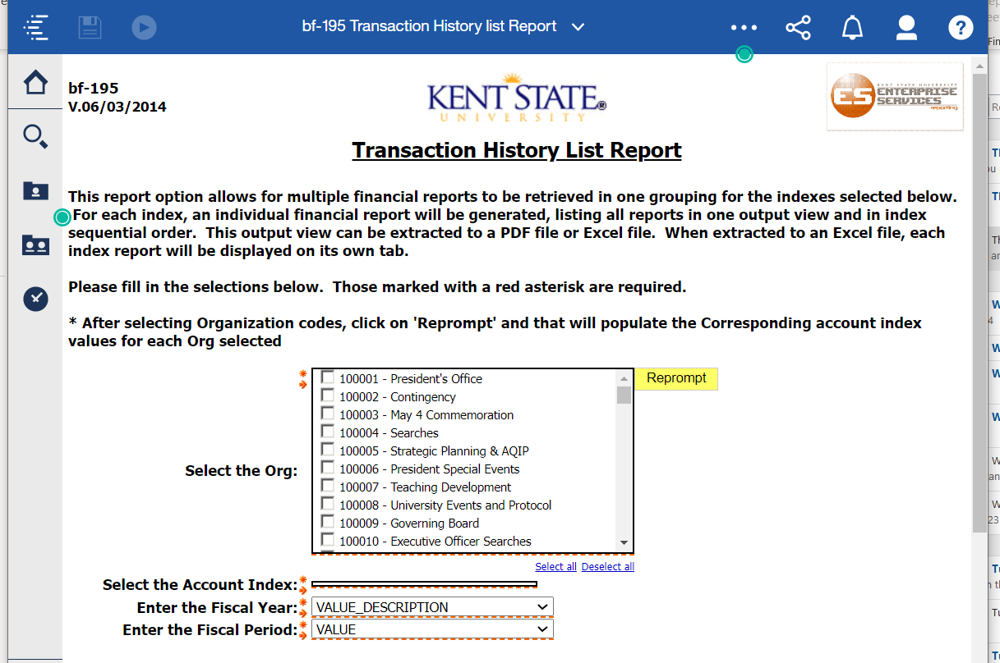 bf-195 Transaction History list Report
bf-195
V.06/03/2014
KENT STATE®
UNIVERSITY
ES
KENT STATE UNIVERSITY
ENTERPRISE
SERVICES
reporting
Transaction History List Report
This report option allows for multiple financial reports to be retrieved in one grouping for the indexes selected below.
For each index, an individual financial report will be generated, listing all reports in one output view and in index
sequential order. This output view can be extracted to a PDF file or Excel file. When extracted to an Excel file, each
index report will be displayed on its own tab.
Please fill in the selections below. Those marked with a red asterisk are required.
* After selecting Organization codes, click on 'Reprompt' and that will populate the Corresponding account index
values for each Org selected
100001 - President's Office
Reprompt
100002 - Contingency
100003 - May 4 Commemoration
100004 - Searches
100005 - Strategic Planning & AQIP
Select the Org:
100006 - President Special Events
100007 - Teaching Development
100008 - University Events and Protocol
100009 - Governing Board
100010 - Executive Officer Searches
Select all Deselect all
Select the Account Index:
Enter the Fiscal Year: VALUE_DESCRIPTION
Enter the Fiscal Period: VALUE